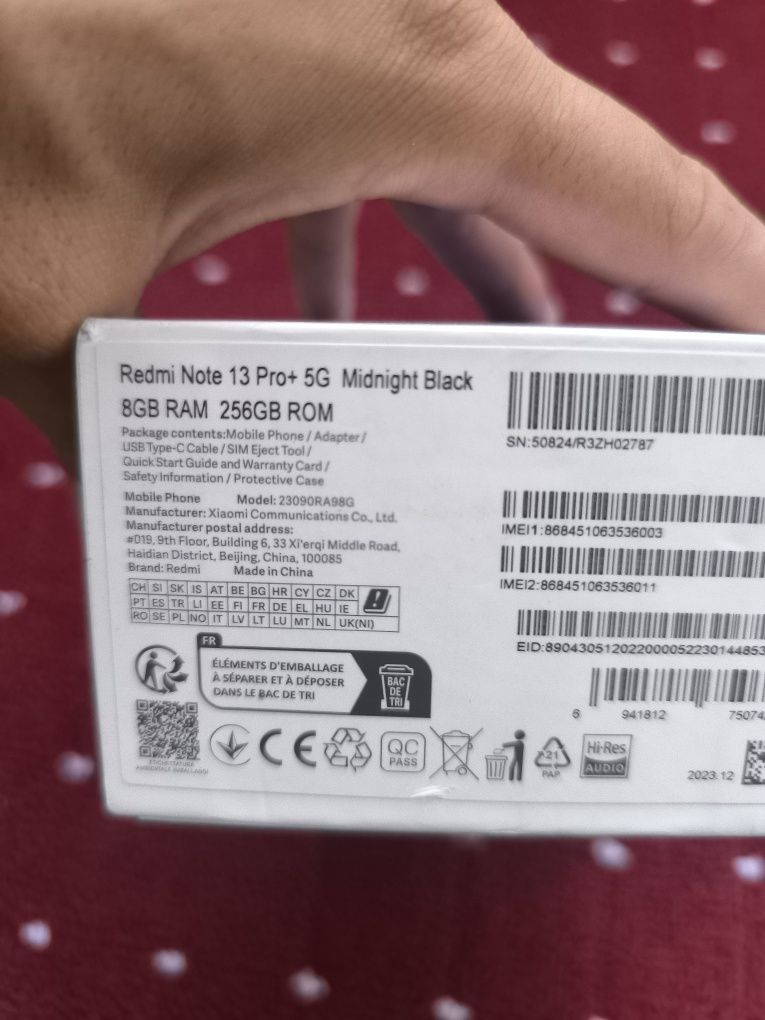 Redmi Note 13 Pro+ 5G Midnight Black
8GB RAM 256GB ROM
Package contents:Mobile Phone / Adapter /
USB Type-C Cable / SIM Eject Tool /
Quick Start Guide and Warranty Card /
Safety Information / Protective Case
Mobile Phone Model: 23090RA98G
Manufacturer: Xiaomi Communications Co., Ltd.
Manufacturer postal address:
#019, 9th Floor, Building 6, 33 Xi'erqi Middle Road,
Haidian District, Beijing, China, 100085
Brand: Redmi Made in China
CH SI SK IS AT BE BG HR CY CZ DK
PT ES TR LI EE FI FR DE EL HU IE
RO SE PL NO IT LV LT LU MT NL UK(NI)
FR
ÉLÉMENTS D'EMBALLAGE
À SÉPARER ET À DÉPOSER
DANS LE BAC DE TRI
BAC
DE
TRI
ETICHETTATURA
AMBIENTALE IMBALLAGGI
CE
QC
PASS
21
PAP
Hi-Res
AUDIO
SN:50824/R3ZH02787
IMEI1:868451063536003
IMEI2:868451063536011
EID:890430512022000052230144853
6 941812 75074
2023.12